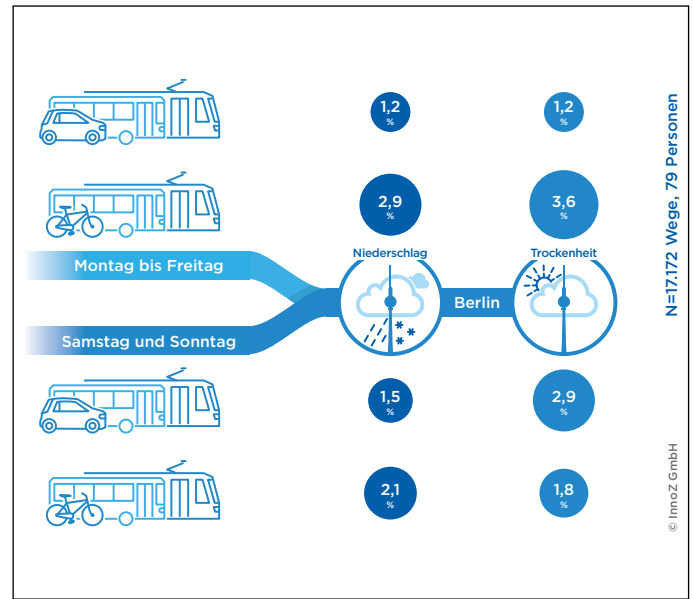 1,2
%
1,2
%
2,9
%
3,6
%
Niederschlag
Trockenheit
Montag bis Freitag
Berlin
Samstag und Sonntag
1,5
%
2,9
%
2,1
%
1,8
%
N=17.172 Wege, 79 Personen
© InnoZ GmbH